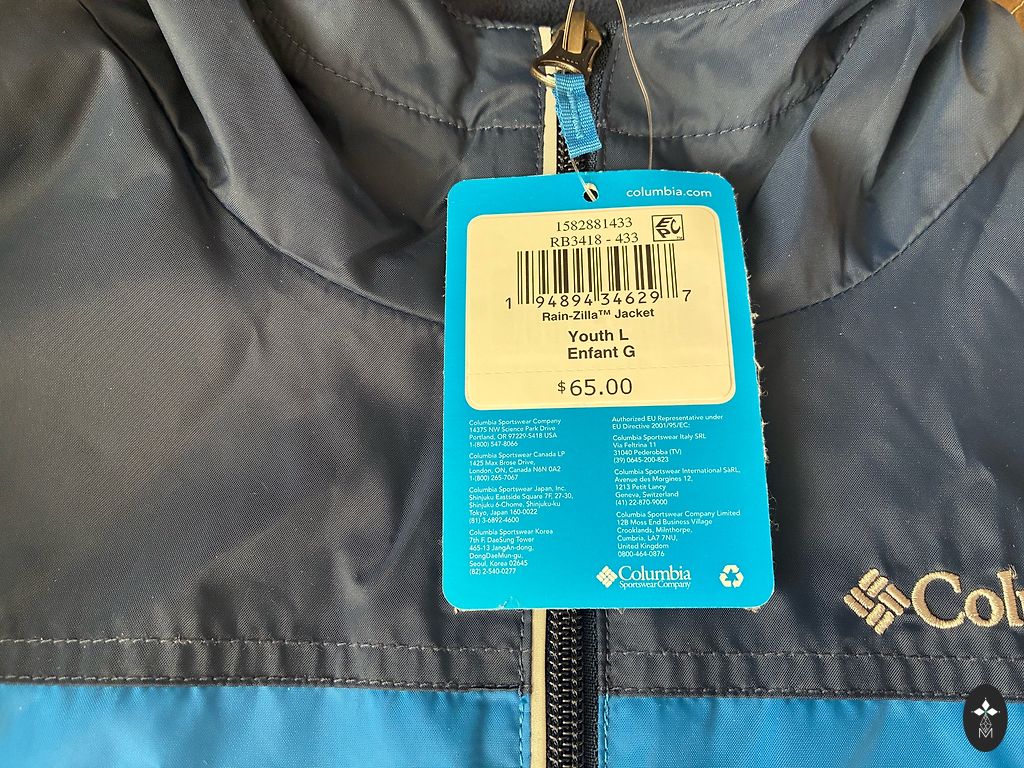 columbia.com
1582881433
RB3418 - 433
EPC
1 94894 34629 7
Rain-Zilla™ Jacket
Youth L
Enfant G
$65.00
Columbia Sportswear Company
14375 NW Science Park Drive
Portland, OR 97229-5418 USA
1-(800) 547-8066
Columbia Sportswear Canada LP
1425 Max Brose Drive,
London, ON, Canada N6N 0A2
1-(800) 265-7067
Columbia Sportswear Japan, Inc.
Shinjuku Eastside Square 7F, 27-30,
Shinjuku 6-Chome, Shinjuku-ku
Tokyo, Japan 160-0022
(81) 3-6892-4600
Columbia Sportswear Korea
7th F. DaeSung Tower
465-13 JangAn-dong,
DongDaeMun-gu,
Seoul, Korea 02645
(82) 2-540-0277
Authorized EU Representative under
EU Directive 2001/95/EC:
Columbia Sportswear Italy SRL
Via Feltrina 11
31040 Pederobba (TV)
(39) 0645-200-823
Columbia Sportswear International SàRL,
Avenue des Morgines 12,
1213 Petit Lancy
Geneva, Switzerland
(41) 22-870-9000
Columbia Sportswear Company Limited
12B Moss End Business Village
Crooklands, Milnthorpe,
Cumbria, LA7 7NU,
United Kingdom
0800-464-0876
Columbia
Sportswear Company
Colu
M